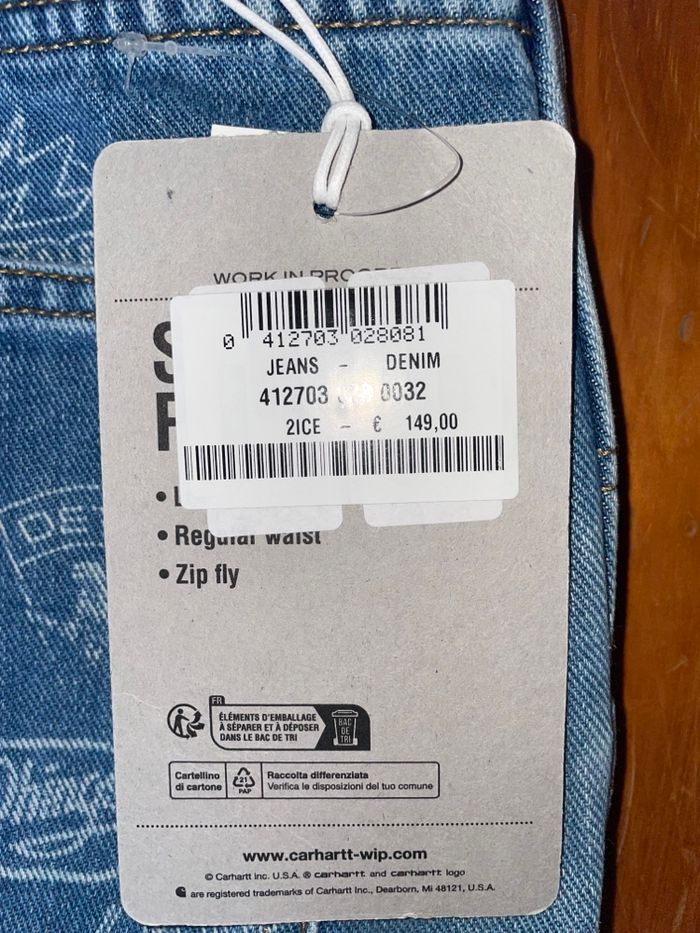 WORK IN
0 412703 028081
JEANS - DENIM
412703 0032
2ICE - € 149,00
• Regular waist
• Zip fly
FR
ÉLÉMENTS D'EMBALLAGE
À SÉPARER ET À DÉPOSER
DANS LE BAC DE TRI
BAC
DE
TRI
Cartellino
di cartone
21
PAP
Raccolta differenziata
Verifica le disposizioni del tuo comune
www.carhartt-wip.com
© Carhartt Inc. U.S.A. ® carhartt and carhartt logo
are registered trademarks of Carhartt Inc., Dearborn, MI 48121, U.S.A.